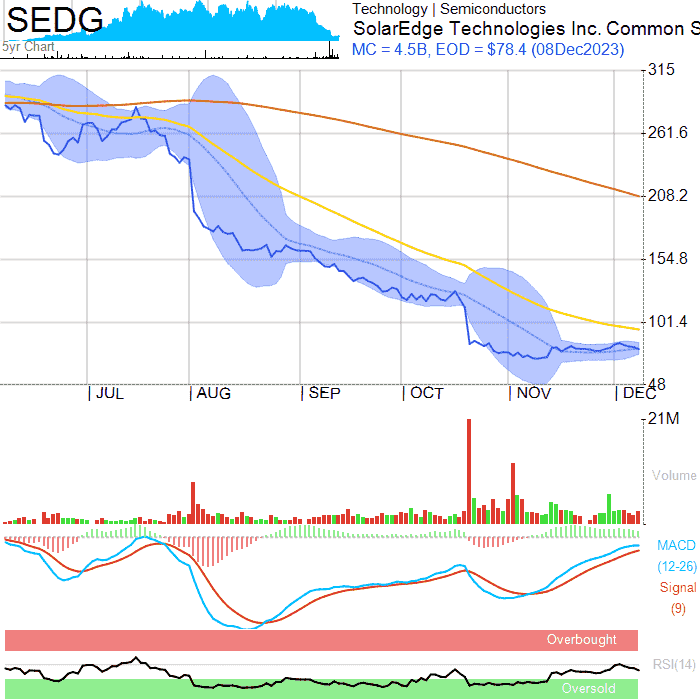 SEDG
5yr Chart
Technology | Semiconductors
SolarEdge Technologies Inc. Common S
MC = 4.5B, EOD = $78.4 (08Dec2023)
315
261.6
208.2
154.8
101.4
48
JUL AUG SEP OCT NOV DEC
21M
Volume
MACD
(12-26)
Signal
(9)
Overbought
RSI(14)
Oversold